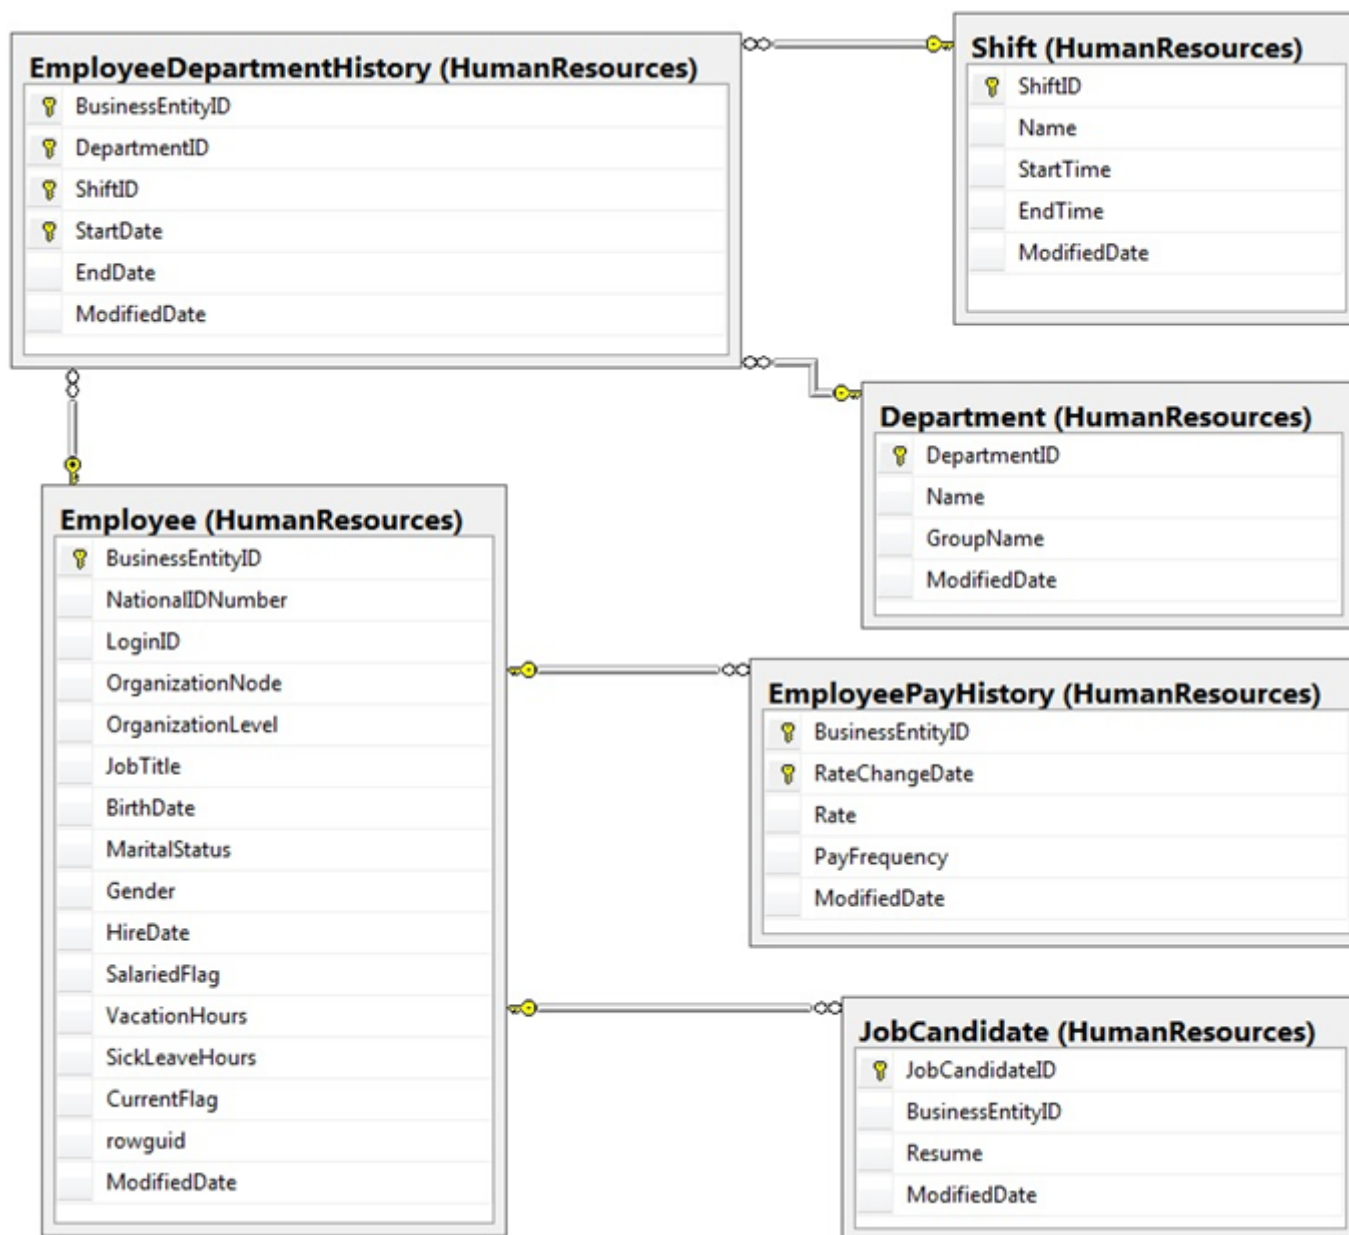 EmployeeDepartmentHistory (HumanResources)
BusinessEntityID
DepartmentID
ShiftID
StartDate
EndDate
ModifiedDate
Shift (HumanResources)
ShiftID
Name
StartTime
EndTime
ModifiedDate
Department (HumanResources)
DepartmentID
Name
GroupName
ModifiedDate
Employee (HumanResources)
BusinessEntityID
NationalIDNumber
LoginID
OrganizationNode
OrganizationLevel
JobTitle
BirthDate
MaritalStatus
Gender
HireDate
SalariedFlag
VacationHours
SickLeaveHours
CurrentFlag
rowguid
ModifiedDate
EmployeePayHistory (HumanResources)
BusinessEntityID
RateChangeDate
Rate
PayFrequency
ModifiedDate
JobCandidate (HumanResources)
JobCandidateID
BusinessEntityID
Resume
ModifiedDate